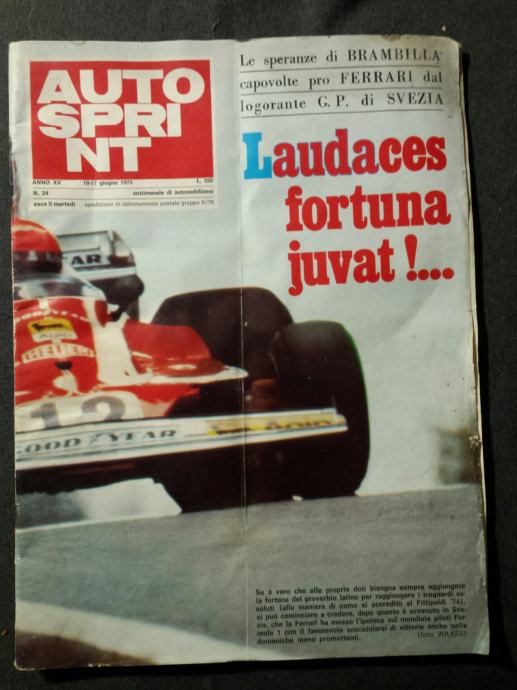 Le speranze di BRAMBILLA
capovolte pro FERRARI dal
logorante G.P. di SVEZIA
AUTO
SPRI
NT
ANNO XV 10-17 giugno 1975 L. 350
N. 24 settimanale di automobilismo
esce il martedì spedizione in abbonamento postale gruppo II/70
Laudaces
fortuna
juvat !....
AR
Agip
HEUER
12
GOOD YEAR
Agip
Se è vero che alle proprie doti bisogna sempre aggiungere
la fortuna del proverbio latino per raggiungere i traguardi as-
soluti (alla maniera di come si accreditò al Fittipaldi '74),
si può cominciare a credere, dopo quanto è avvenuto in Sve-
zia, che la Ferrari ha messo l'ipoteca sul mondiale piloti For-
mula 1 con il favorevole snocciolarsi di vittorie anche nelle
domeniche meno promettenti. (foto WILKES)